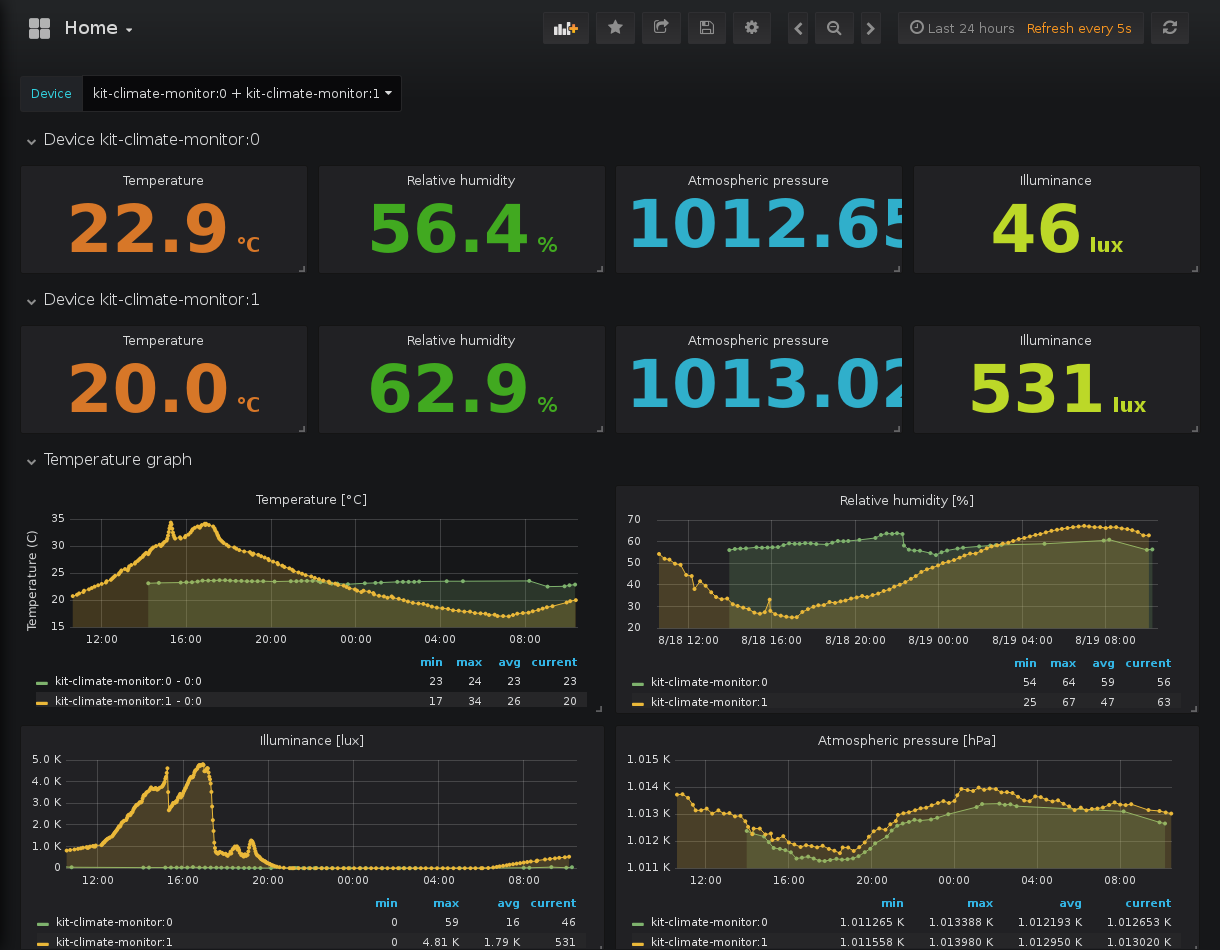 Home
Last 24 hours Refresh every 5s
Device kit-climate-monitor:0 + kit-climate-monitor:1
Device kit-climate-monitor:0
Temperature Relative humidity Atmospheric pressure Illuminance
22.9 °C 56.4 % 1012.65 46 lux
Device kit-climate-monitor:1
Temperature Relative humidity Atmospheric pressure Illuminance
20.0 °C 62.9 % 1013.02 531 lux
Temperature graph
Temperature [°C]
Temperature (C)
35
30
25
20
15
12:00 16:00 20:00 00:00 04:00 08:00
min max avg current
kit-climate-monitor:0 - 0:0 23 24 23 23
kit-climate-monitor:1 - 0:0 17 34 26 20
Relative humidity [%]
70
60
50
40
30
20
8/18 12:00 8/18 16:00 8/18 20:00 8/19 00:00 8/19 04:00 8/19 08:00
min max avg current
kit-climate-monitor:0 54 64 59 56
kit-climate-monitor:1 25 67 47 63
Illuminance [lux]
5.0 K
4.0 K
3.0 K
2.0 K
1.0 K
0
12:00 16:00 20:00 00:00 04:00 08:00
min max avg current
kit-climate-monitor:0 0 59 16 46
kit-climate-monitor:1 0 4.81 K 1.79 K 531
Atmospheric pressure [hPa]
1.015 K
1.014 K
1.013 K
1.012 K
1.011 K
12:00 16:00 20:00 00:00 04:00 08:00
min max avg current
kit-climate-monitor:0 1.011265 K 1.013388 K 1.012193 K 1.012653 K
kit-climate-monitor:1 1.011558 K 1.013980 K 1.012950 K 1.013020 K